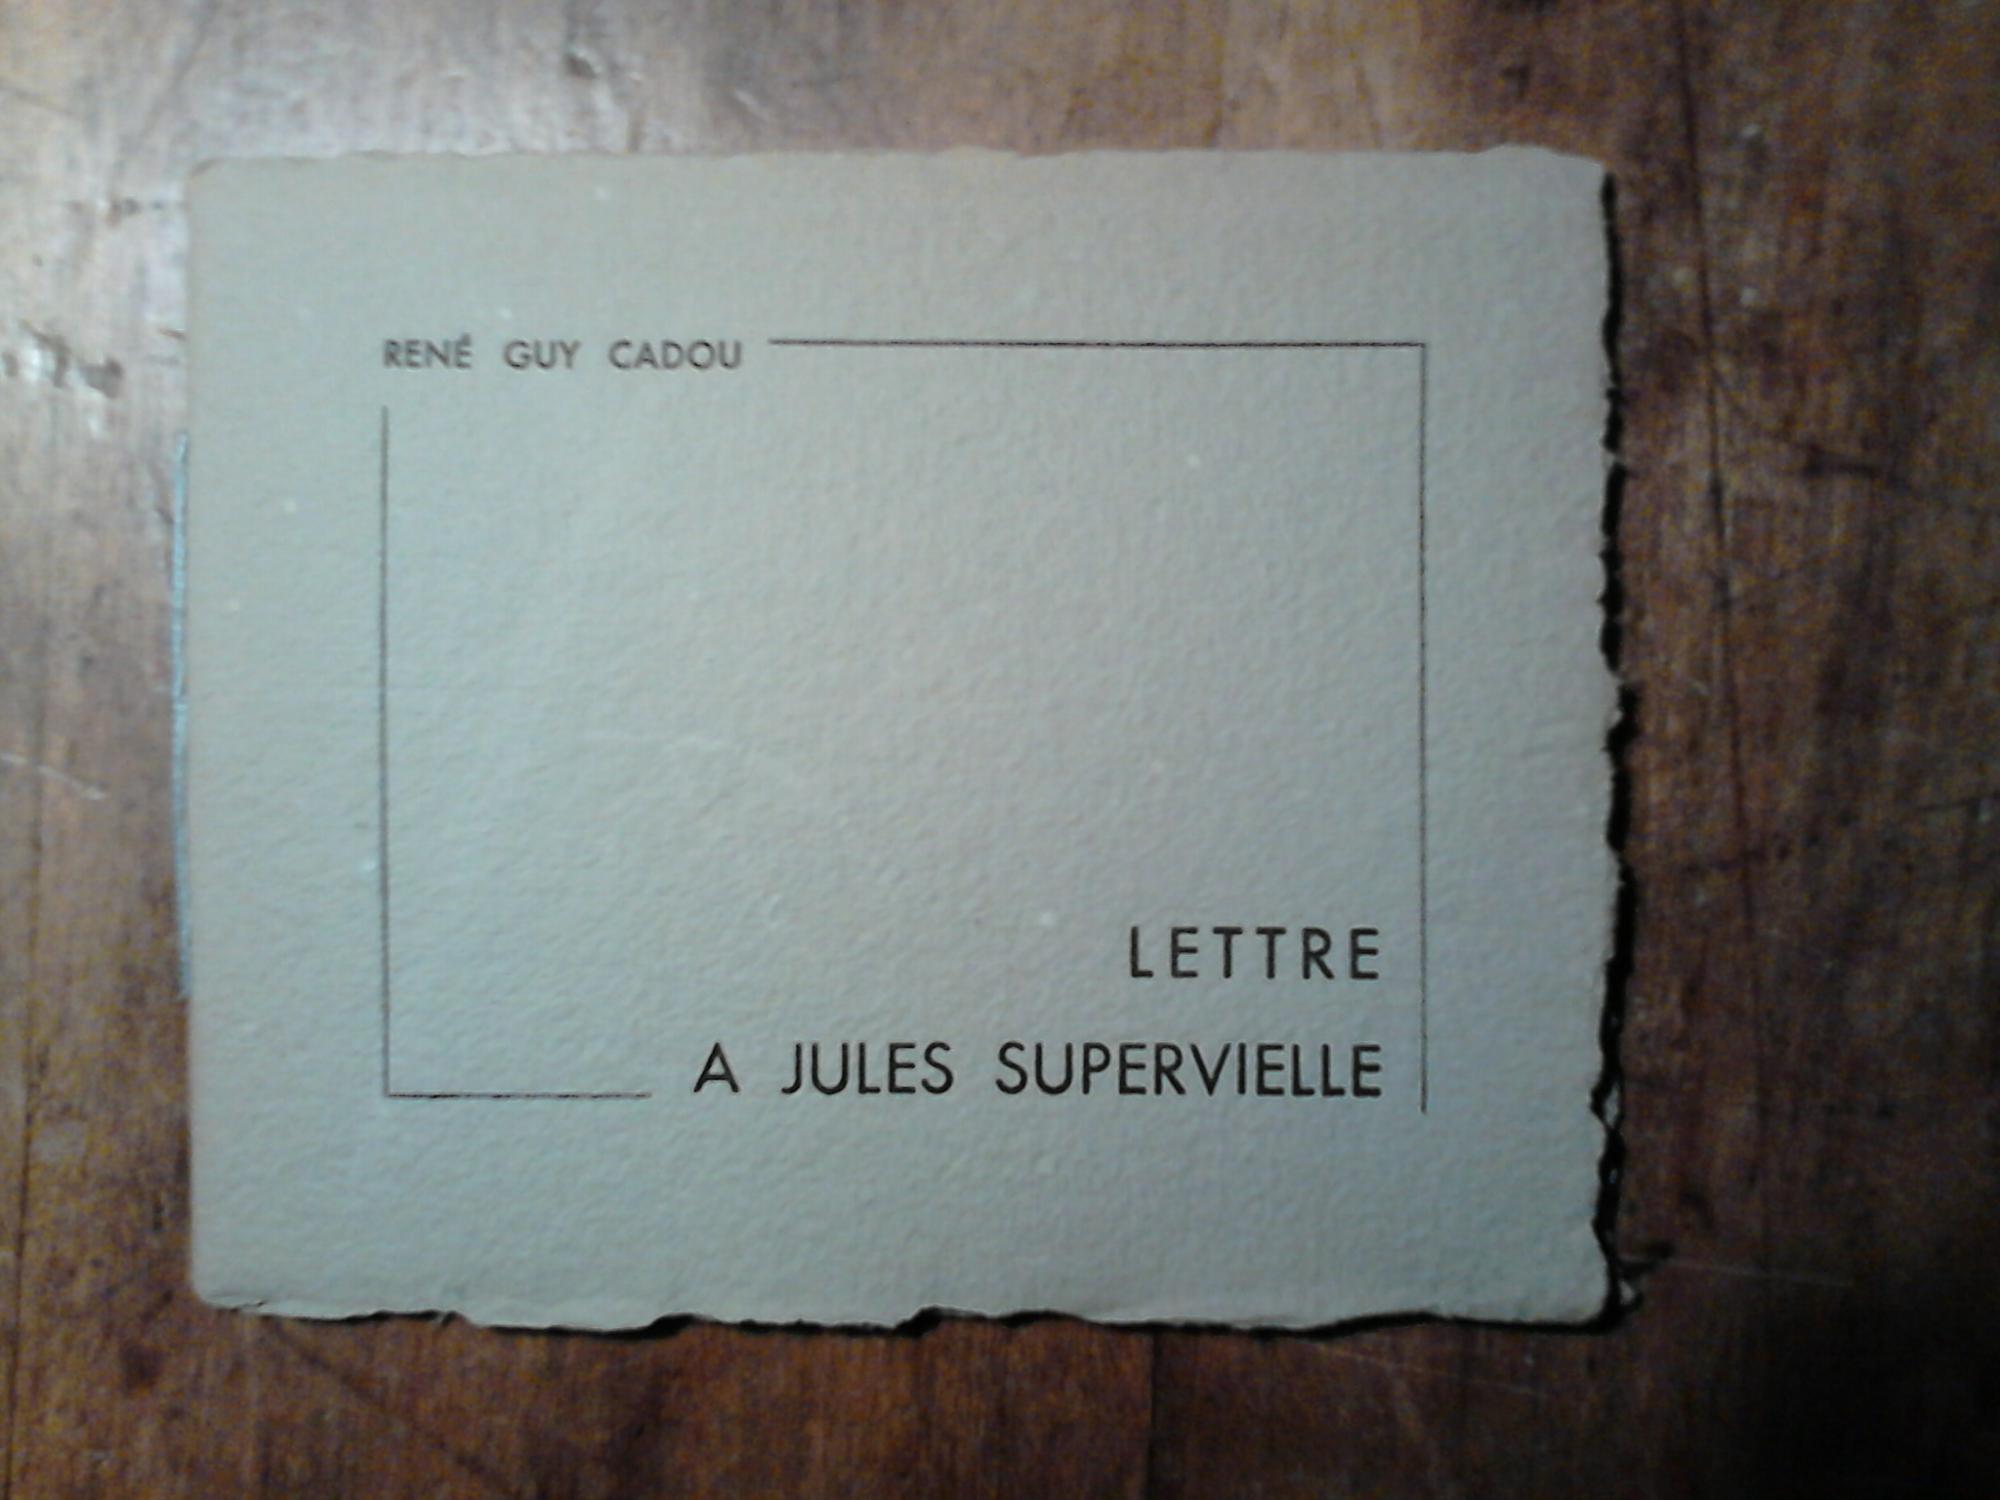 RENÉ GUY CADOU
LETTRE
A JULES SUPERVIELLE